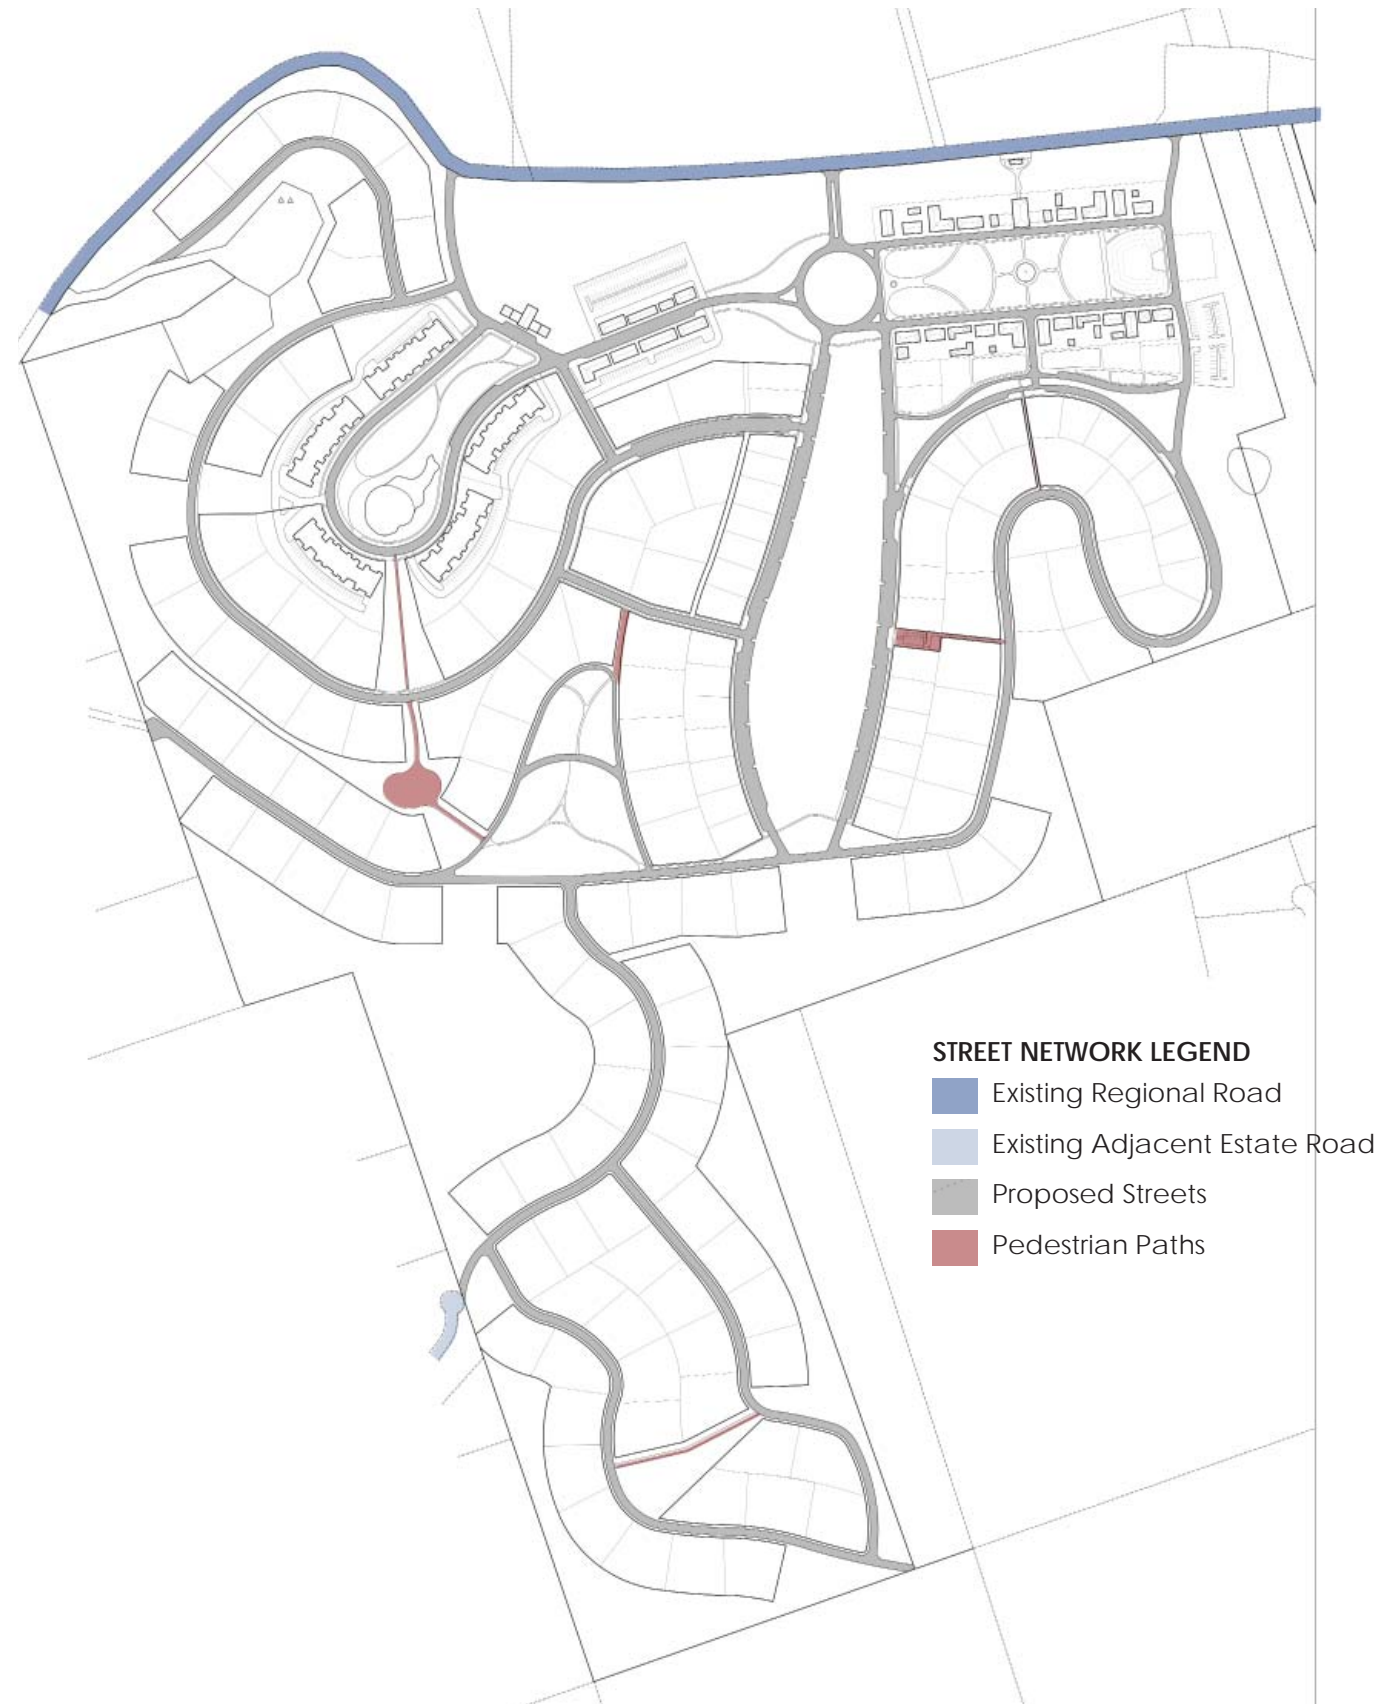 STREET NETWORK LEGEND
Existing Regional Road
Existing Adjacent Estate Road
Proposed Streets
Pedestrian Paths